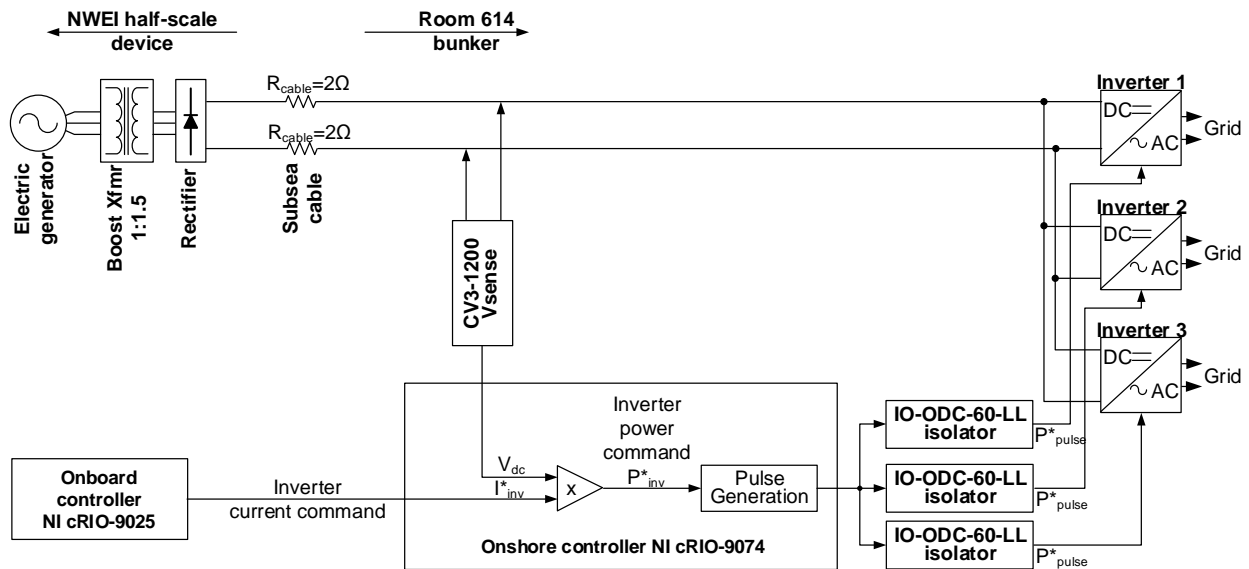 NWEI half-scale
device
Room 614
bunker
Electric
generator
Boost Xfmr
1:1.5
Rectifier
Rcable=2Ω
Rcable=2Ω
Subsea
cable
CV3-1200
Vsense
Inverter 1
DC
AC
Grid
Inverter 2
DC
AC
Grid
Inverter 3
DC
AC
Grid
Onboard
controller
NI cRIO-9025
Inverter
current command
Vdc
I*inv
x
Inverter
power
command
P*inv
Pulse
Generation
Onshore controller NI cRIO-9074
IO-ODC-60-LL
isolator
P*pulse
IO-ODC-60-LL
isolator
P*pulse
IO-ODC-60-LL
isolator
P*pulse